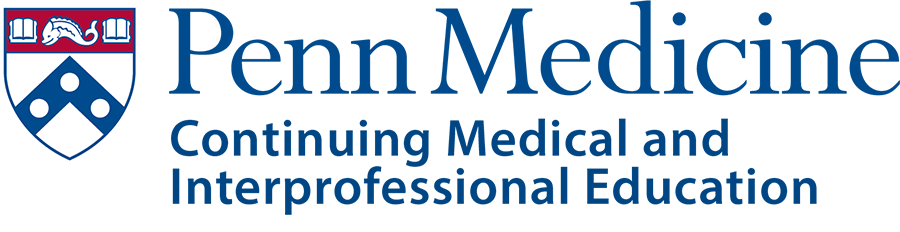 Penn Medicine
Continuing Medical and
Interprofessional Education